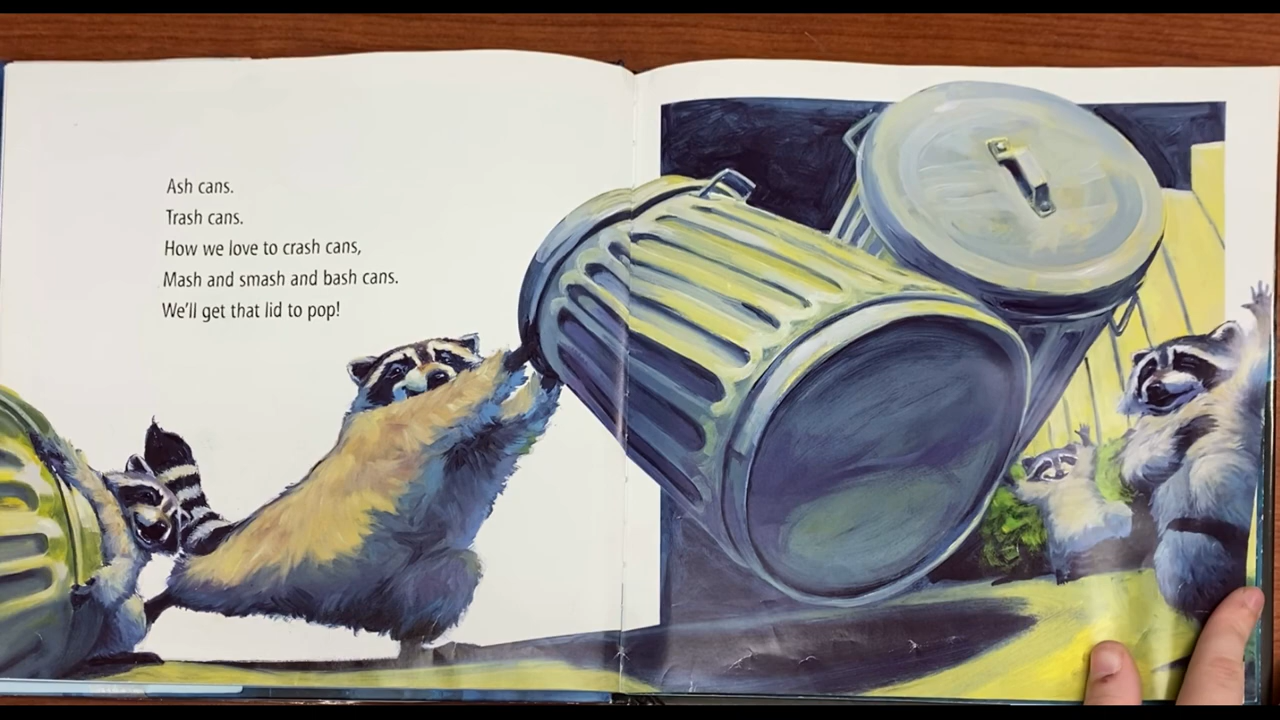 Ash cans.
Trash cans.
How we love to crash cans,
Mash and smash and bash cans.
We'll get that lid to pop!